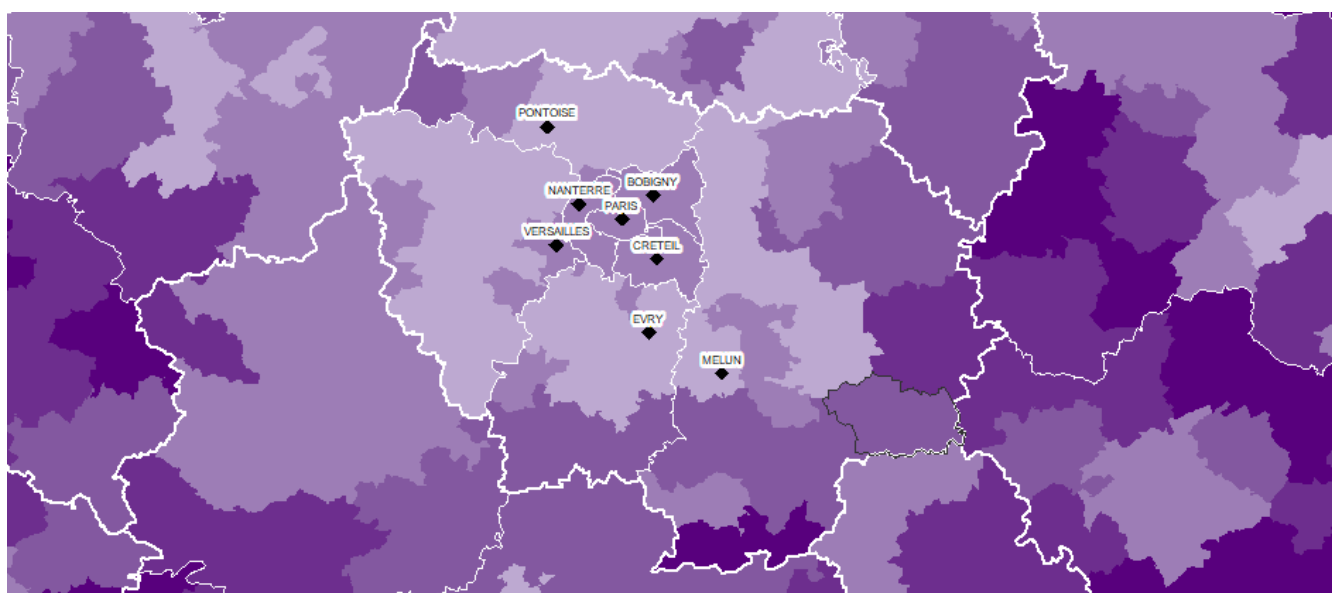 PONTOISE
BOBIGNY
NANTERRE
PARIS
VERSAILLES
CRETEIL
EVRY
MELUN